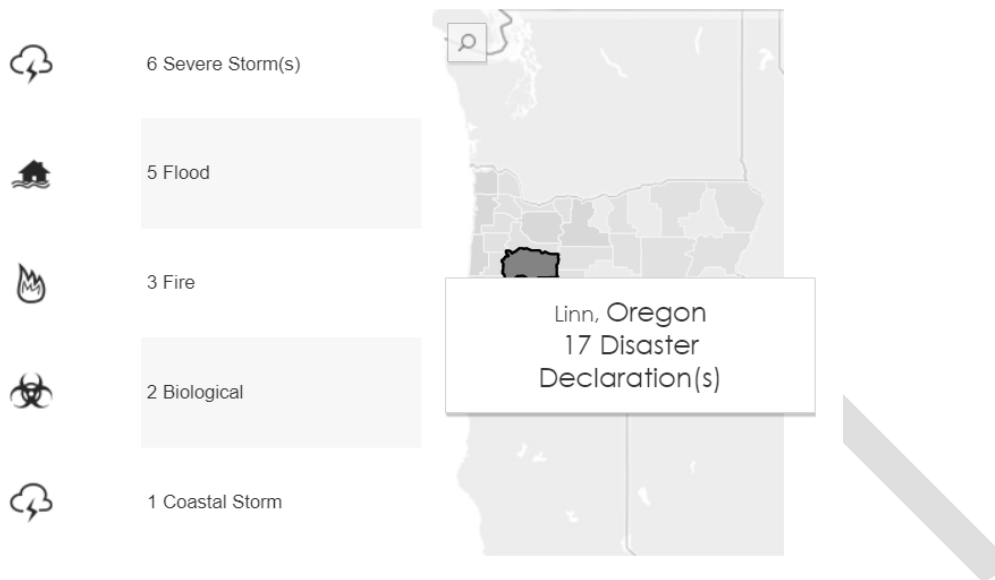 6 Severe Storm(s)
5 Flood
3 Fire
2 Biological
1 Coastal Storm
Linn, Oregon
17 Disaster
Declaration(s)